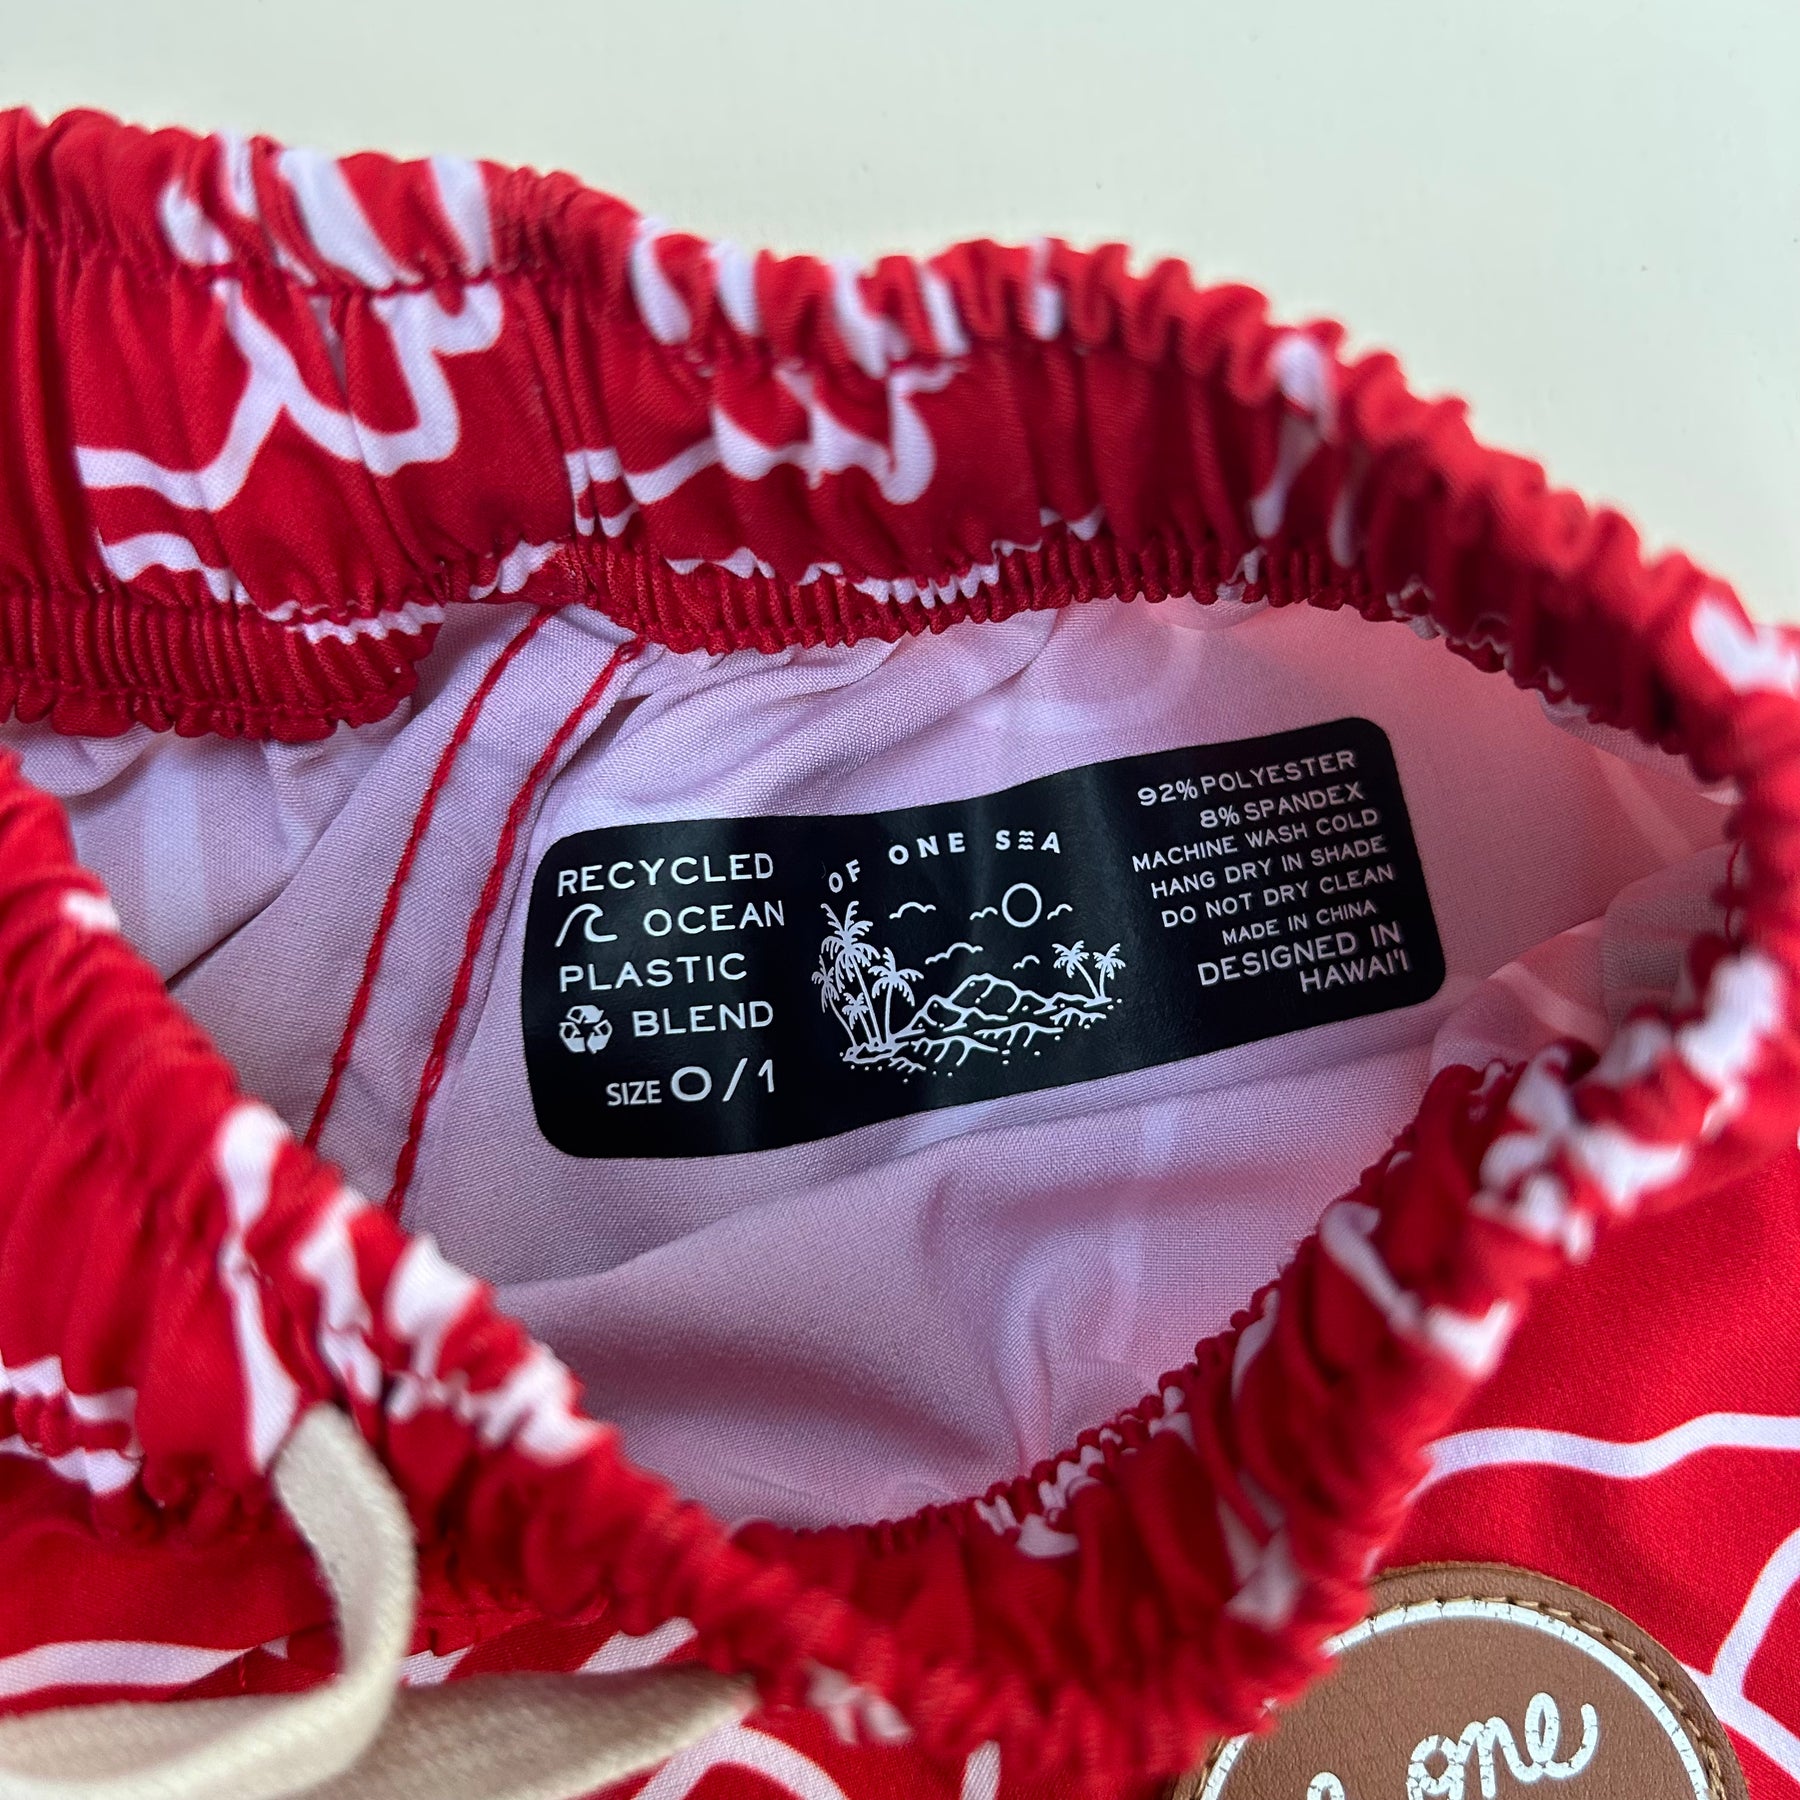 RECYCLED
OCEAN
PLASTIC
BLEND
SIZE 0/1
OF ONE SEA
92% POLYESTER
8% SPANDEX
MACHINE WASH COLD
HANG DRY IN SHADE
DO NOT DRY CLEAN
MADE IN CHINA
DESIGNED IN
HAWAI'I
one